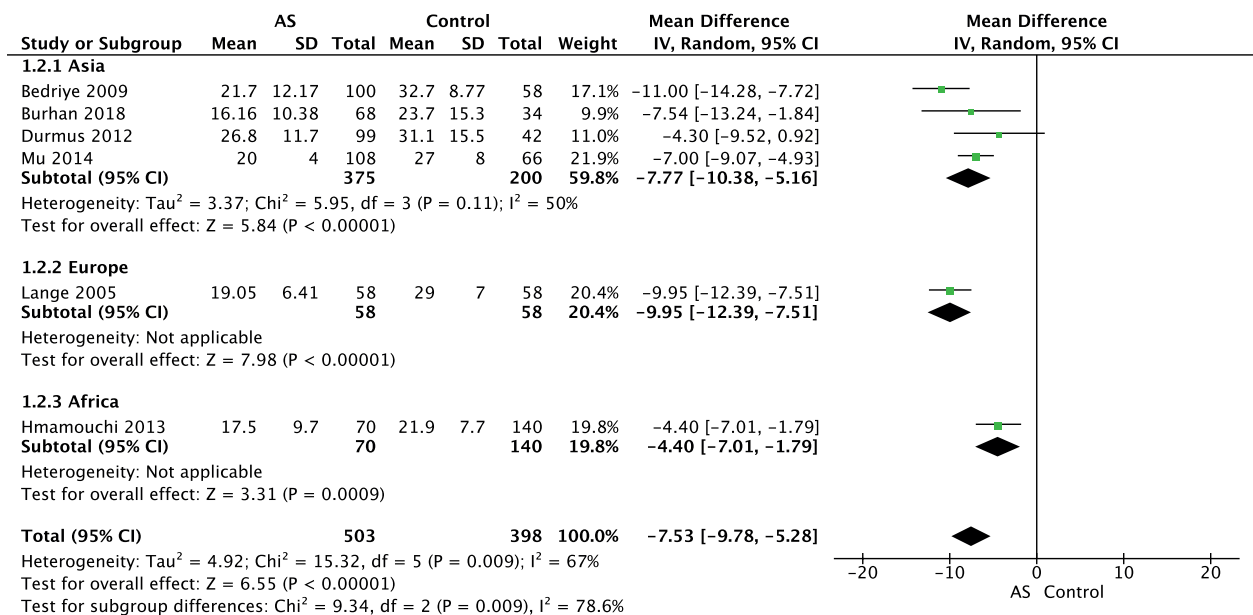 AS Control Mean Difference Mean Difference
Study or Subgroup Mean SD Total Mean SD Total Weight IV, Random, 95% CI IV, Random, 95% CI
1.2.1 Asia
Bedriye 2009 21.7 12.17 100 32.7 8.77 58 17.1% −11.00 [−14.28, −7.72]
Burhan 2018 16.16 10.38 68 23.7 15.3 34 9.9% −7.54 [−13.24, −1.84]
Durmus 2012 26.8 11.7 99 31.1 15.5 42 11.0% −4.30 [−9.52, 0.92]
Mu 2014 20 4 108 27 8 66 21.9% −7.00 [−9.07, −4.93]
Subtotal (95% CI) 375 200 59.8% −7.77 [−10.38, −5.16]
Heterogeneity: Tau² = 3.37; Chi² = 5.95, df = 3 (P = 0.11); I² = 50%
Test for overall effect: Z = 5.84 (P < 0.00001)
1.2.2 Europe
Lange 2005 19.05 6.41 58 29 7 58 20.4% −9.95 [−12.39, −7.51]
Subtotal (95% CI) 58 58 20.4% −9.95 [−12.39, −7.51]
Heterogeneity: Not applicable
Test for overall effect: Z = 7.98 (P < 0.00001)
1.2.3 Africa
Hmamouchi 2013 17.5 9.7 70 21.9 7.7 140 19.8% −4.40 [−7.01, −1.79]
Subtotal (95% CI) 70 140 19.8% −4.40 [−7.01, −1.79]
Heterogeneity: Not applicable
Test for overall effect: Z = 3.31 (P = 0.0009)
Total (95% CI) 503 398 100.0% −7.53 [−9.78, −5.28]
Heterogeneity: Tau² = 4.92; Chi² = 15.32, df = 5 (P = 0.009); I² = 67%
Test for overall effect: Z = 6.55 (P < 0.00001)
Test for subgroup differences: Chi² = 9.34, df = 2 (P = 0.009), I² = 78.6%
−20 −10 0 10 20
AS Control